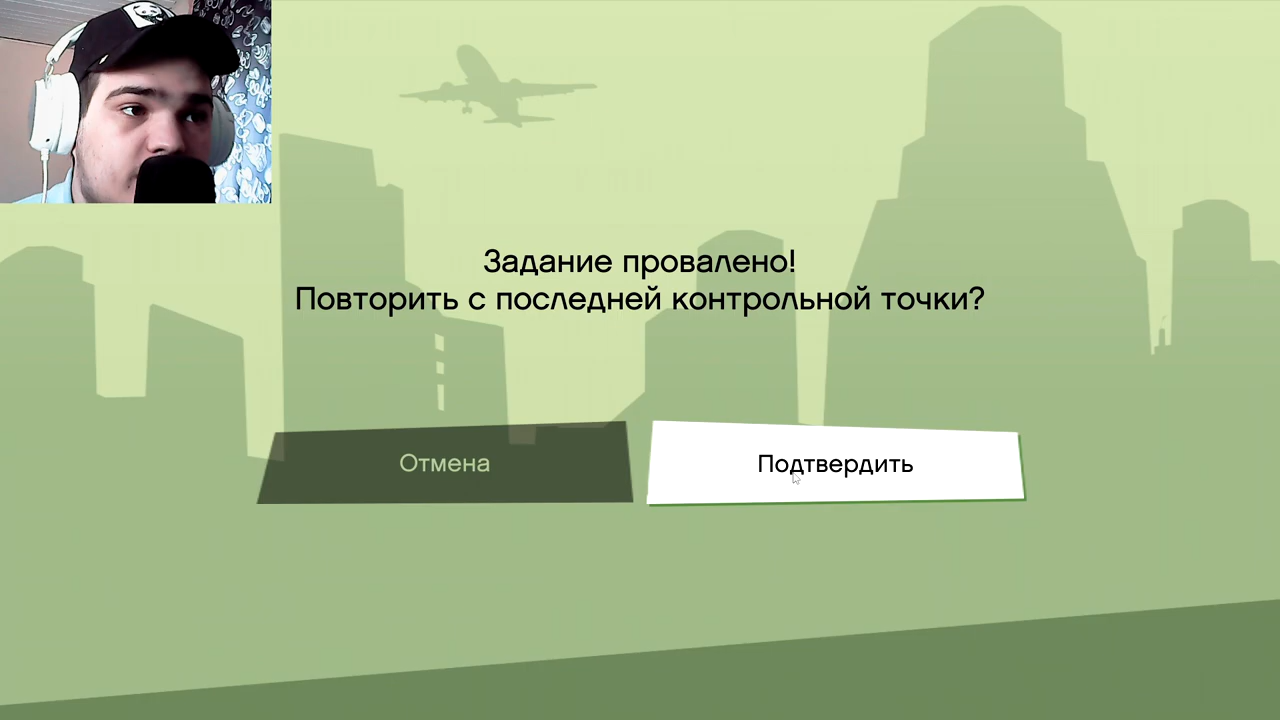 Задание провалено!
Повторить с последней контрольной точки?
Отмена
Подтвердить